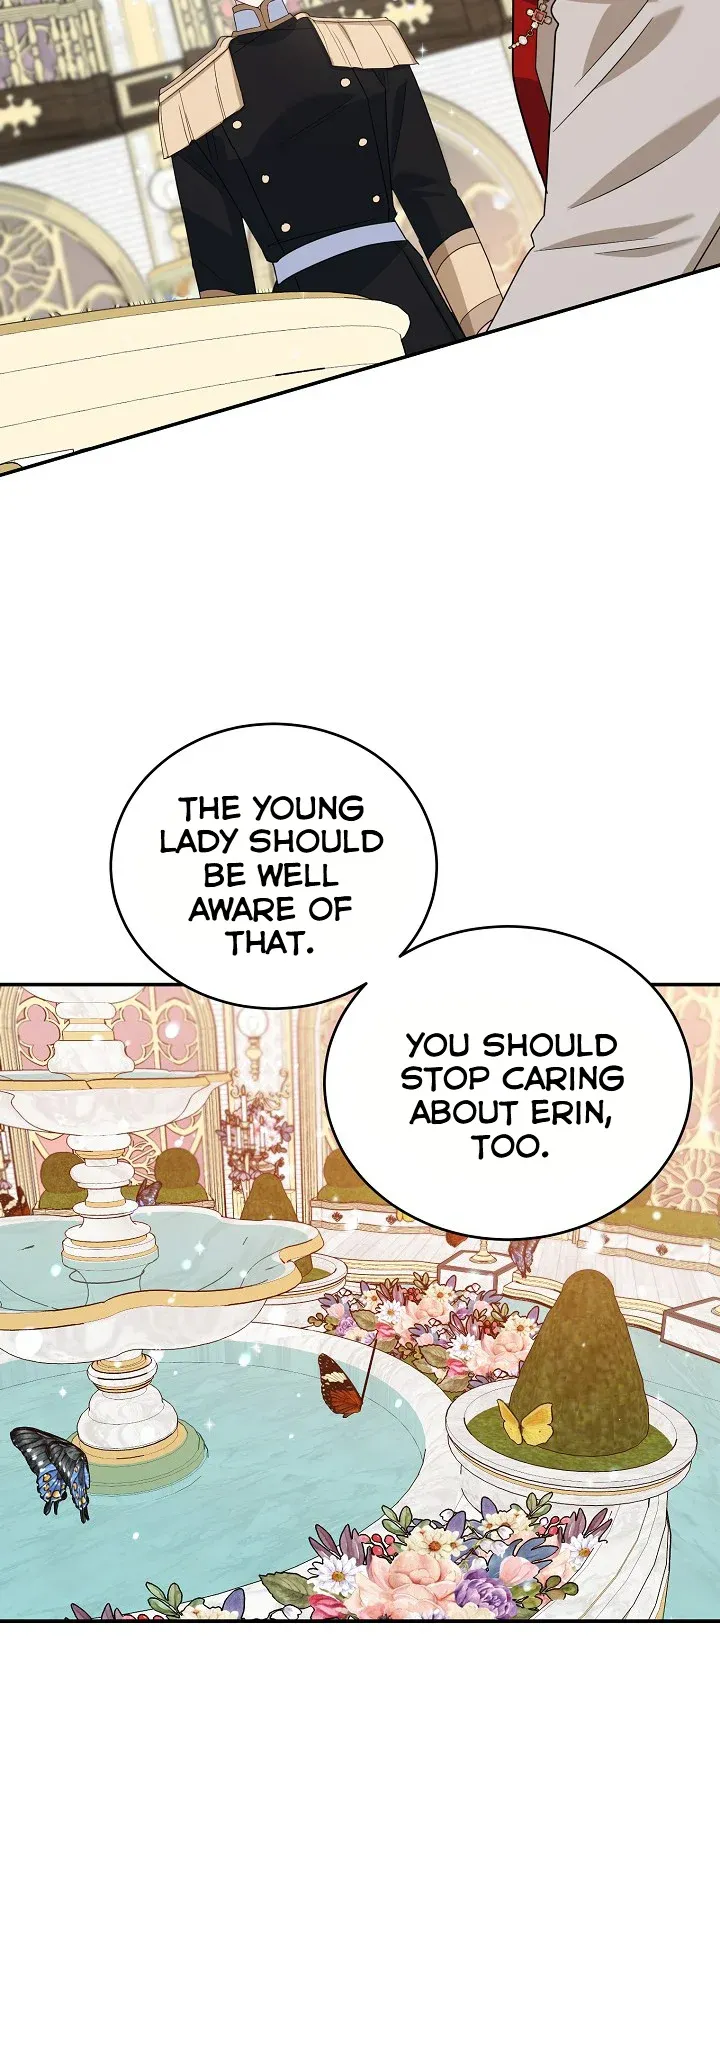 THE YOUNG
LADY SHOULD
BE WELL
AWARE OF
THAT.
YOU SHOULD
STOP CARING
ABOUT ERIN,
TOO.